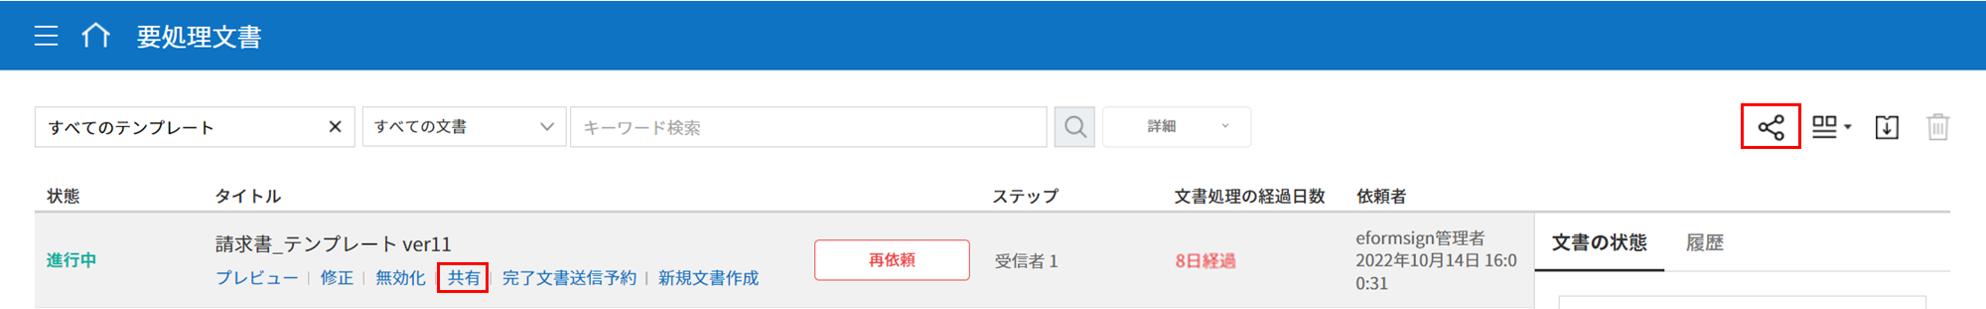 要処理文書
すべてのテンプレート すべての文書 キーワード検索 詳細
状態 タイトル ステップ 文書処理の経過日数 依頼者
進行中
請求書_テンプレート ver11
プレビュー | 修正 | 無効化 | 共有 | 完了文書送信予約 | 新規文書作成
再依頼
受信者 1
8日経過
eformsign管理者
2022年10月14日 16:0
0:31
文書の状態 履歴